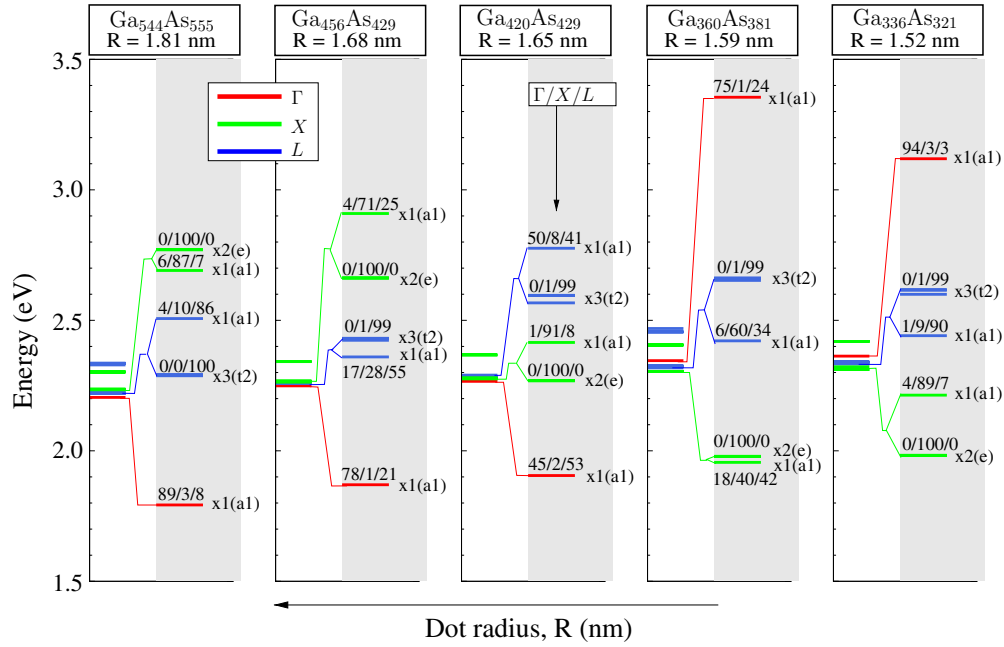 Ga₅₄₄As₅₅₅
R = 1.81 nm
Ga₄₅₆As₄₂₉
R = 1.68 nm
Ga₄₂₀As₄₂₉
R = 1.65 nm
Ga₃₆₀As₃₈₁
R = 1.59 nm
Ga₃₃₆As₃₂₁
R = 1.52 nm
Energy (eV)
3.5
3.0
2.5
2.0
1.5
Γ
X
L
0/100/0
x2(e)
6/87/7
x1(a1)
4/10/86
x1(a1)
0/0/100
x3(t2)
89/3/8
x1(a1)
4/71/25
x1(a1)
0/100/0
x2(e)
0/1/99
x3(t2)
x1(a1)
17/28/55
78/1/21
x1(a1)
Γ/X/L
50/8/41
x1(a1)
0/1/99
x3(t2)
1/91/8
x1(a1)
0/100/0
x2(e)
45/2/53
x1(a1)
75/1/24
x1(a1)
0/1/99
x3(t2)
6/60/34
x1(a1)
0/100/0
x2(e)
x1(a1)
18/40/42
94/3/3
x1(a1)
0/1/99
x3(t2)
1/9/90
x1(a1)
4/89/7
x1(a1)
0/100/0
x2(e)
Dot radius, R (nm)